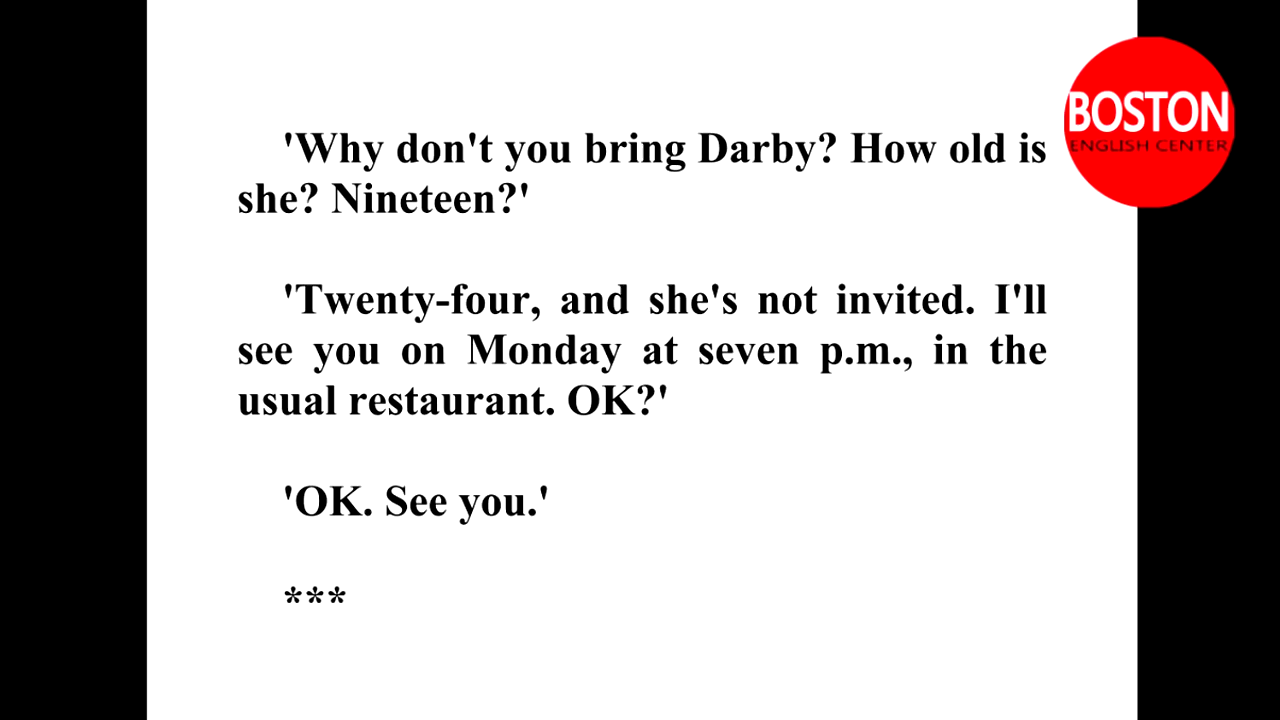 'Why don't you bring Darby? How old is
she? Nineteen?'
'Twenty-four, and she's not invited. I'll
see you on Monday at seven p.m., in the
usual restaurant. OK?'
'OK. See you.'
***
BOSTON
ENGLISH CENTER